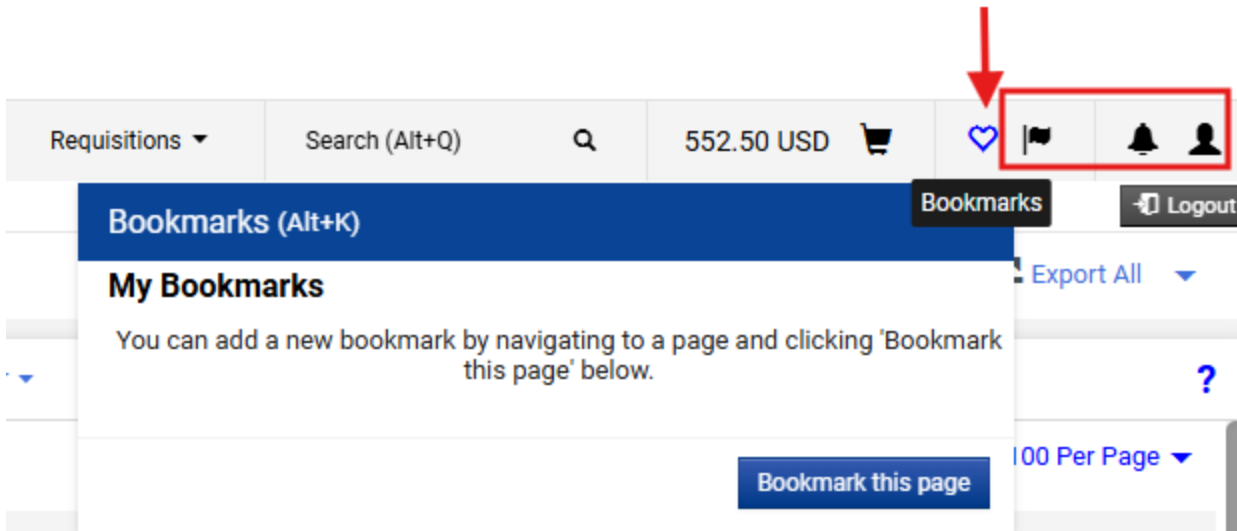 Requisitions
Search (Alt+Q)
552.50 USD
Bookmarks
Logout
Bookmarks (Alt+K)
Export All
My Bookmarks
You can add a new bookmark by navigating to a page and clicking 'Bookmark
this page' below.
?
100 Per Page
Bookmark this page